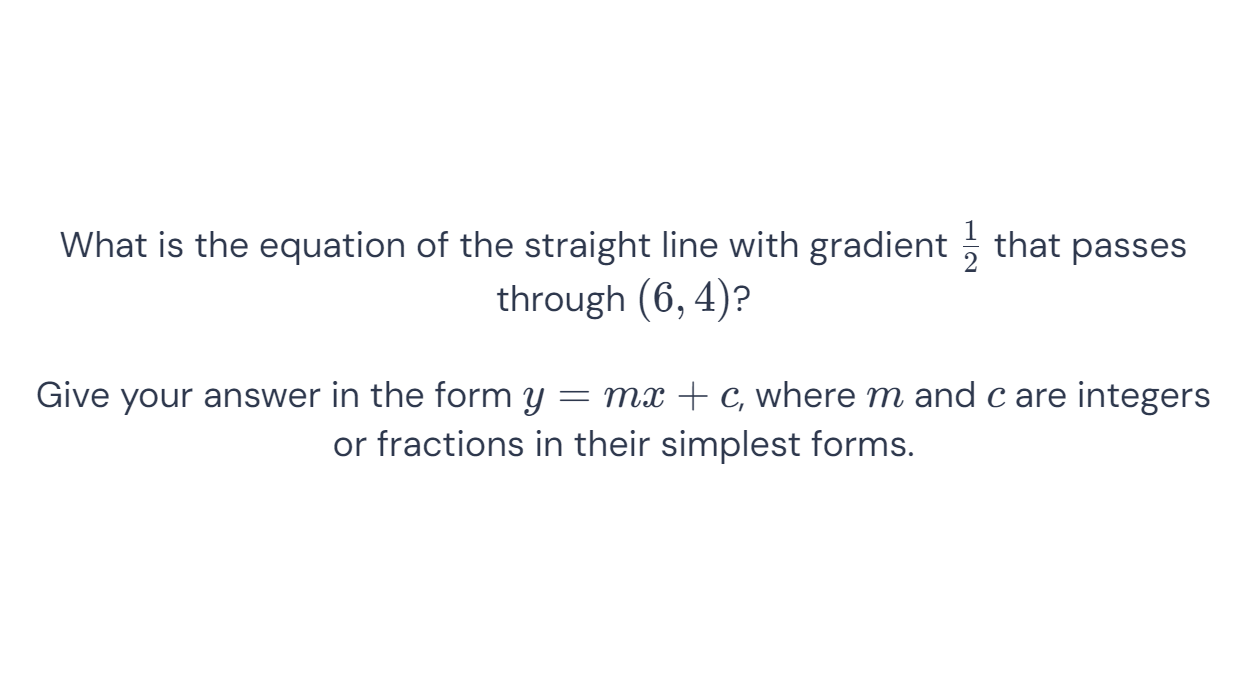 What is the equation of the straight line with gradient \frac{1}{2} that passes
through (6, 4)?
Give your answer in the form y = mx + c, where m and c are integers
or fractions in their simplest forms.